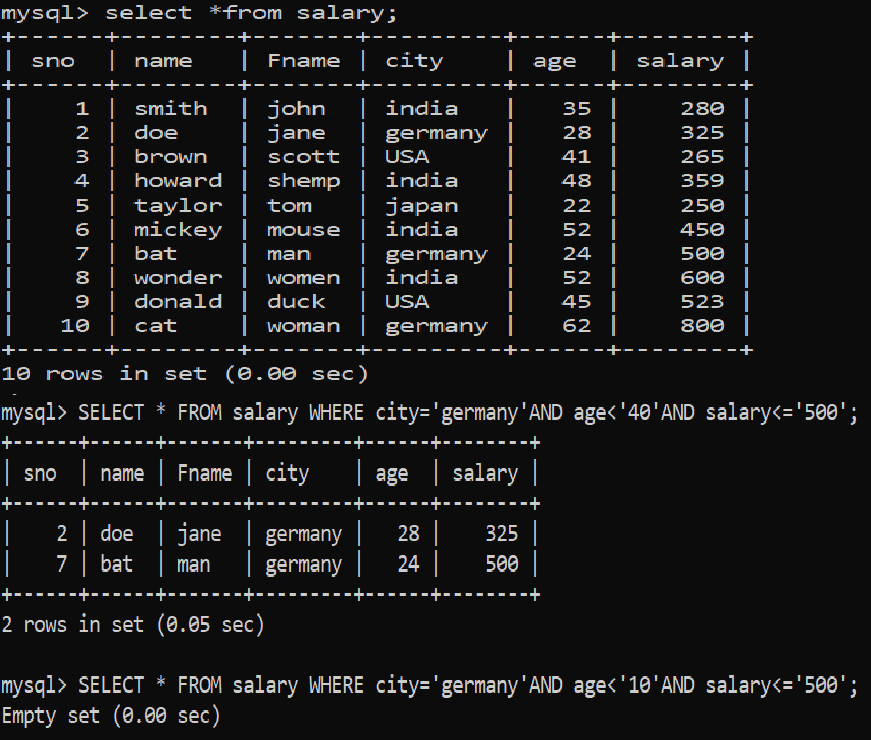 mysql> select *from salary;
+------+--------+-------+---------+------+--------+
| sno  | name   | Fname | city    | age  | salary |
+------+--------+-------+---------+------+--------+
|    1 | smith  | john  | india   |   35 |    280 |
|    2 | doe    | jane  | germany |   28 |    325 |
|    3 | brown  | scott | USA     |   41 |    265 |
|    4 | howard | shemp | india   |   48 |    359 |
|    5 | taylor | tom   | japan   |   22 |    250 |
|    6 | mickey | mouse | india   |   52 |    450 |
|    7 | bat    | man   | germany |   24 |    500 |
|    8 | wonder | women | india   |   52 |    600 |
|    9 | donald | duck  | USA     |   45 |    523 |
|   10 | cat    | woman | germany |   62 |    800 |
+------+--------+-------+---------+------+--------+
10 rows in set (0.00 sec)
mysql> SELECT * FROM salary WHERE city='germany'AND age<'40'AND salary<='500';
+------+------+-------+---------+------+--------+
| sno  | name | Fname | city    | age  | salary |
+------+------+-------+---------+------+--------+
|    2 | doe  | jane  | germany |   28 |    325 |
|    7 | bat  | man   | germany |   24 |    500 |
+------+------+-------+---------+------+--------+
2 rows in set (0.05 sec)

mysql> SELECT * FROM salary WHERE city='germany'AND age<'10'AND salary<='500';
Empty set (0.00 sec)